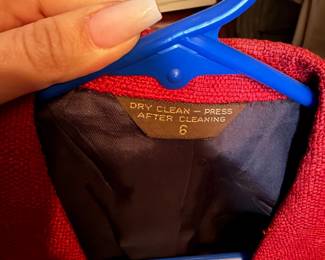 DRY CLEAN — PRESS
AFTER CLEANING
6